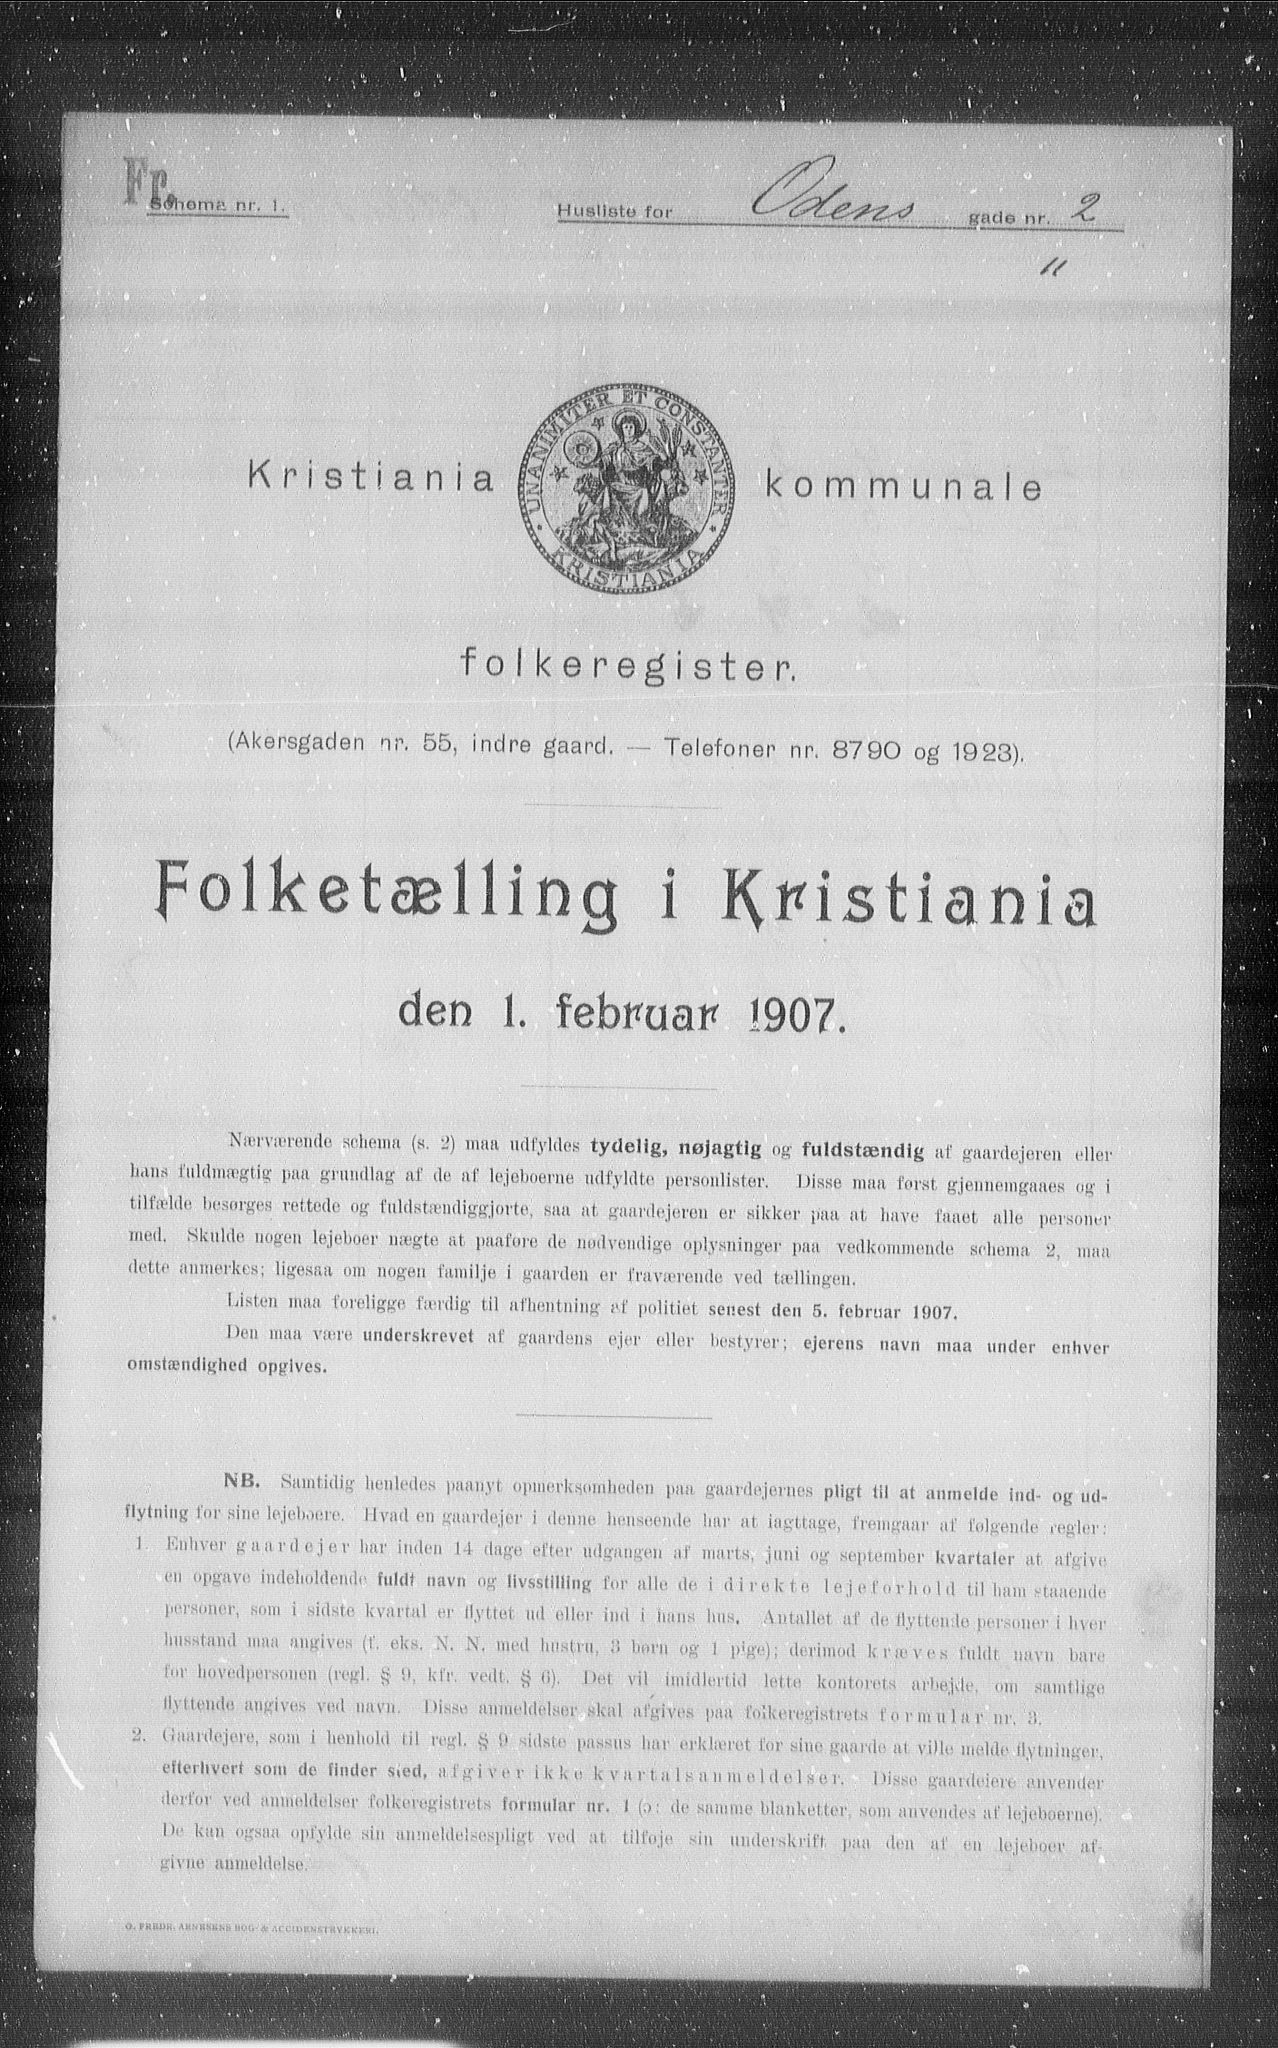 Fr.
Schema nr. 1.
Husliste for Odens gade nr. 2
11
UNANIMITER ET CONSTANTER
KRISTIANIA
Kristiania kommunale
folkeregister.
(Akersgaden nr. 55, indre gaard. — Telefoner nr. 8790 og 1923).
Folketælling i Kristiania
den 1. februar 1907.
Nærværende schema (s. 2) maa udfyldes tydelig, nøjagtig og fuldstændig af gaardejeren eller
hans fuldmægtig paa grundlag af de af lejeboerne udfyldte personlister. Disse maa først gjennemgaaes og i
tilfælde besørges rettede og fuldstændiggjorte, saa at gaardejeren er sikker paa at have faaet alle personer
med. Skulde nogen lejeboer nægte at paaføre de nødvendige oplysninger paa vedkommende schema 2, maa
dette anmerkes; ligesaa om nogen familje i gaarden er fraværende ved tællingen.
Listen maa foreligge færdig til afhentning af politiet senest den 5. februar 1907.
Den maa være underskrevet af gaardens ejer eller bestyrer; ejerens navn maa under enhver
omstændighed opgives.
NB. Samtidig henledes paanyt opmerksomheden paa gaardejernes pligt til at anmelde ind- og ud-
flytning for sine lejeboere. Hvad en gaardejer i denne henseende har at iagttage, fremgaar af følgende regler:
1. Enhver gaardejer har inden 14 dage efter udgangen af marts, juni og september kvartaler at afgive
en opgave indeholdende fuldt navn og livsstilling for alle de i direkte lejeforhold til ham staaende
personer, som i sidste kvartal er flyttet ud eller ind i hans hus. Antallet af de flyttende personer i hver
husstand maa angives (f. eks. N. N. med hustru, 3 børn og 1 pige); derimod kræves fuldt navn bare
for hovedpersonen (regl. § 9, kfr. vedt. § 6). Det vil imidlertid lette kontorets arbejde, om samtlige
flyttende angives ved navn. Disse anmeldelser skal afgives paa folkeregistrets formular nr. 3.
2. Gaardejere, som i henhold til regl. § 9 sidste passus har erklæret for sine gaarde at ville melde flytninger,
efterhvert som de finder sted, afgiver ikke kvartalsanmeldelser. Disse gaardeiere anvender
derfor ved anmeldelser folkeregistrets formular nr. 1 (ɔ: de samme blanketter, som anvendes af lejeboerne).
De kan ogsaa opfylde sin anmeldelsespligt ved at tilføje sin underskrift paa den af en lejeboer af-
givne anmeldelse.
O. FREDR. ARNESENS BOG- & ACCIDENSTRYKKERI.